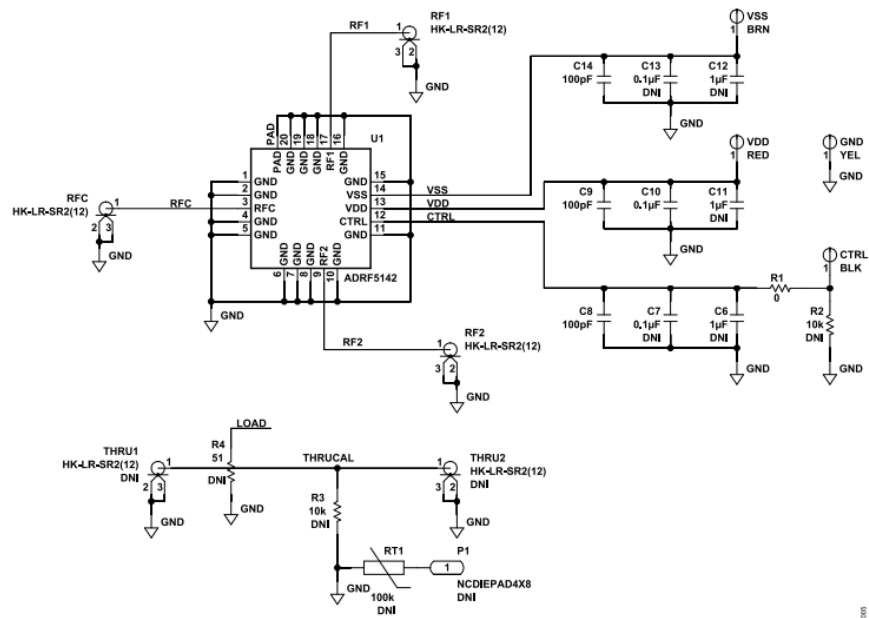 RF1
RF1
HK-LR-SR2(12)
1
3 2
GND
VSS
1
BRN
C14
100pF
C13
0.1µF
DNI
C12
1µF
DNI
GND
PAD
PAD
20
GND
19
GND
18
GND
17
RF1
16
GND
U1
1
GND
2
GND
3
RFC
4
GND
5
GND
15
GND
14
VSS
13
VDD
12
CTRL
11
GND
6
GND
7
GND
8
GND
9
RF2
10
GND
ADRF5142
VSS
VDD
CTRL
RFC
HK-LR-SR2(12)
1
2 3
RFC
GND
GND
VDD
1
RED
GND
1
YEL
GND
C9
100pF
C10
0.1µF
DNI
C11
1µF
DNI
GND
CTRL
1
BLK
R1
0
C8
100pF
C7
0.1µF
DNI
C6
1µF
DNI
R2
10k
DNI
GND
GND
RF2
RF2
HK-LR-SR2(12)
1
3 2
GND
LOAD
R4
51
DNI
THRU1
HK-LR-SR2(12)
DNI
1
2 3
GND
GND
THRUCAL
THRU2
HK-LR-SR2(12)
DNI
1
3 2
GND
R3
10k
DNI
GND
RT1
100k
DNI
P1
1
NCDIEPAD4X8
DNI
005